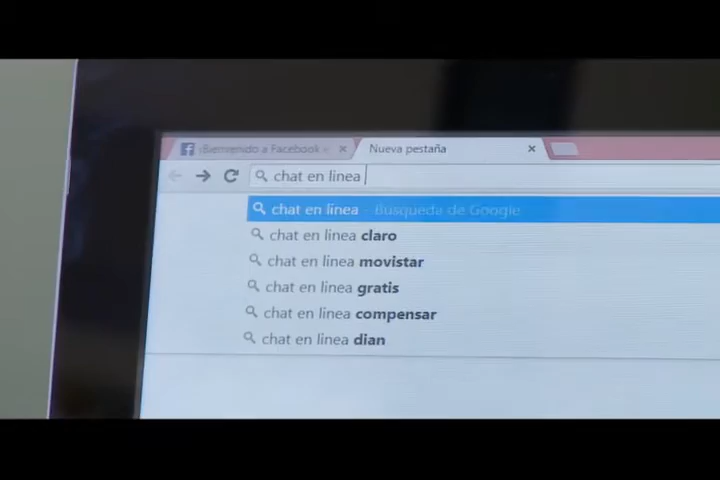 ¡Bienvenido a Facebook
Nueva pestaña
chat en linea
chat en linea - Búsqueda de Google
chat en linea claro
chat en linea movistar
chat en linea gratis
chat en linea compensar
chat en linea dian